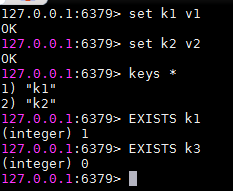 127.0.0.1:6379> set k1 v1
OK
127.0.0.1:6379> set k2 v2
OK
127.0.0.1:6379> keys *
1) "k1"
2) "k2"
127.0.0.1:6379> EXISTS k1
(integer) 1
127.0.0.1:6379> EXISTS k3
(integer) 0
127.0.0.1:6379>